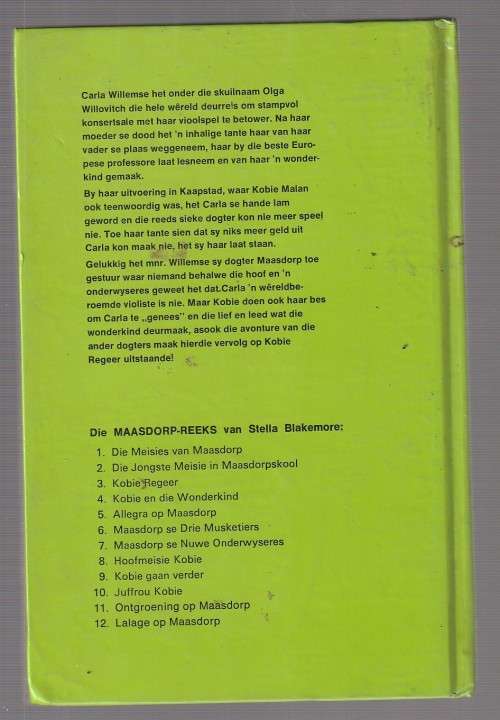 Carla Willemse het onder die skuilnaam Olga
Willovitch die hele wêreld deurreis om stampvol
konsertsale met haar vioolspel te betower. Na haar
moeder se dood het 'n inhalige tante haar van haar
vader se plaas weggeneem, haar by die beste Euro-
pese professore laat lesneem en van haar 'n wonder-
kind gemaak.
By haar uitvoering in Kaapstad, waar Kobie Malan
ook teenwoordig was, het Carla se hande lam
geword en die reeds sieke dogter kon nie meer speel
nie. Toe haar tante sien dat sy niks meer geld uit
Carla kon maak nie, het sy haar laat staan.
Gelukkig het mnr. Willemse sy dogter Maasdorp toe
gestuur waar niemand behalwe die hoof en 'n
onderwyseres geweet het dat Carla 'n wêreldbe-
roemde violiste is nie. Maar Kobie doen ook haar bes
om Carla te „genees" en die lief en leed wat die
wonderkind deurmaak, asook die avonture van die
ander dogters maak hierdie vervolg op Kobie
Regeer uitstaande!
Die MAASDORP-REEKS van Stella Blakemore:
1. Die Meisies van Maasdorp
2. Die Jongste Meisie in Maasdorpskool
3. Kobie Regeer
4. Kobie en die Wonderkind
5. Allegra op Maasdorp
6. Maasdorp se Drie Musketiers
7. Maasdorp se Nuwe Onderwyseres
8. Hoofmeisie Kobie
9. Kobie gaan verder
10. Juffrou Kobie
11. Ontgroening op Maasdorp
12. Lalage op Maasdorp